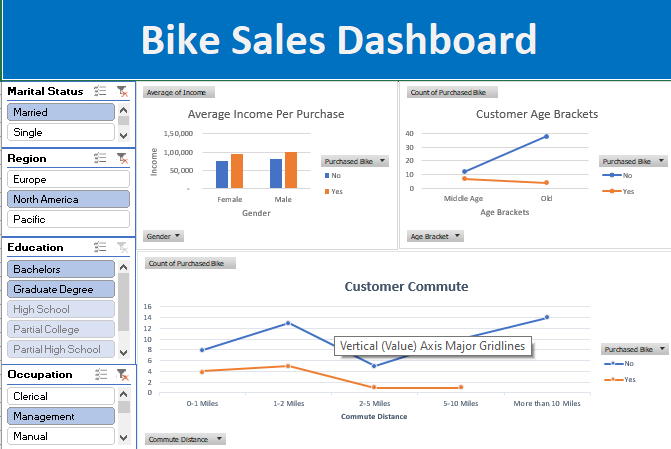 Bike Sales Dashboard
Marital Status
Married
Single
Region
Europe
North America
Pacific
Education
Bachelors
Graduate Degree
High School
Partial College
Partial High School
Occupation
Clerical
Management
Manual
Average of Income
Average Income Per Purchase
Income
1,50,000
1,00,000
50,000
-
Female
Male
Gender
Purchased Bike
No
Yes
Gender
Count of Purchased Bike
Customer Age Brackets
40
30
20
10
0
Middle Age
Old
Age Brackets
Purchased Bike
No
Yes
Age Bracket
Count of Purchased Bike
Customer Commute
16
14
12
10
8
6
4
2
0
Vertical (Value) Axis Major Gridlines
0-1 Miles
1-2 Miles
2-5 Miles
5-10 Miles
More than 10 Miles
Commute Distance
Purchased Bike
No
Yes
Commute Distance